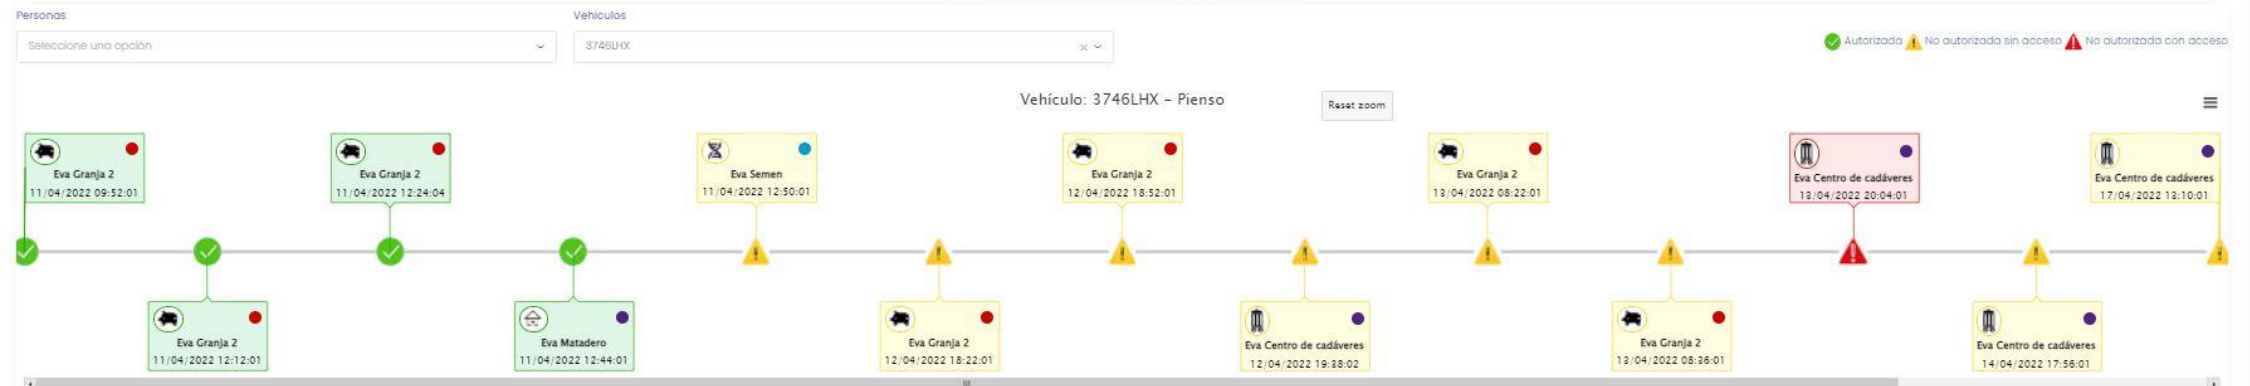 Personas
Vehiculos
Seleccione una opción
3746LHX
Autorizada
No autorizada sin acceso
No autorizada con acceso
Vehículo: 3746LHX – Pienso
Reset zoom
Eva Granja 2
11/04/2022 09:52:01
Eva Granja 2
11/04/2022 12:24:04
Eva Semen
11/04/2022 12:50:01
Eva Granja 2
12/04/2022 18:52:01
Eva Granja 2
13/04/2022 08:22:01
Eva Centro de cadáveres
13/04/2022 20:04:01
Eva Centro de cadáveres
17/04/2022 13:10:01
Eva Granja 2
11/04/2022 12:12:01
Eva Matadero
11/04/2022 12:44:01
Eva Granja 2
12/04/2022 18:22:01
Eva Centro de cadáveres
12/04/2022 19:38:02
Eva Granja 2
13/04/2022 08:36:01
Eva Centro de cadáveres
14/04/2022 17:56:01